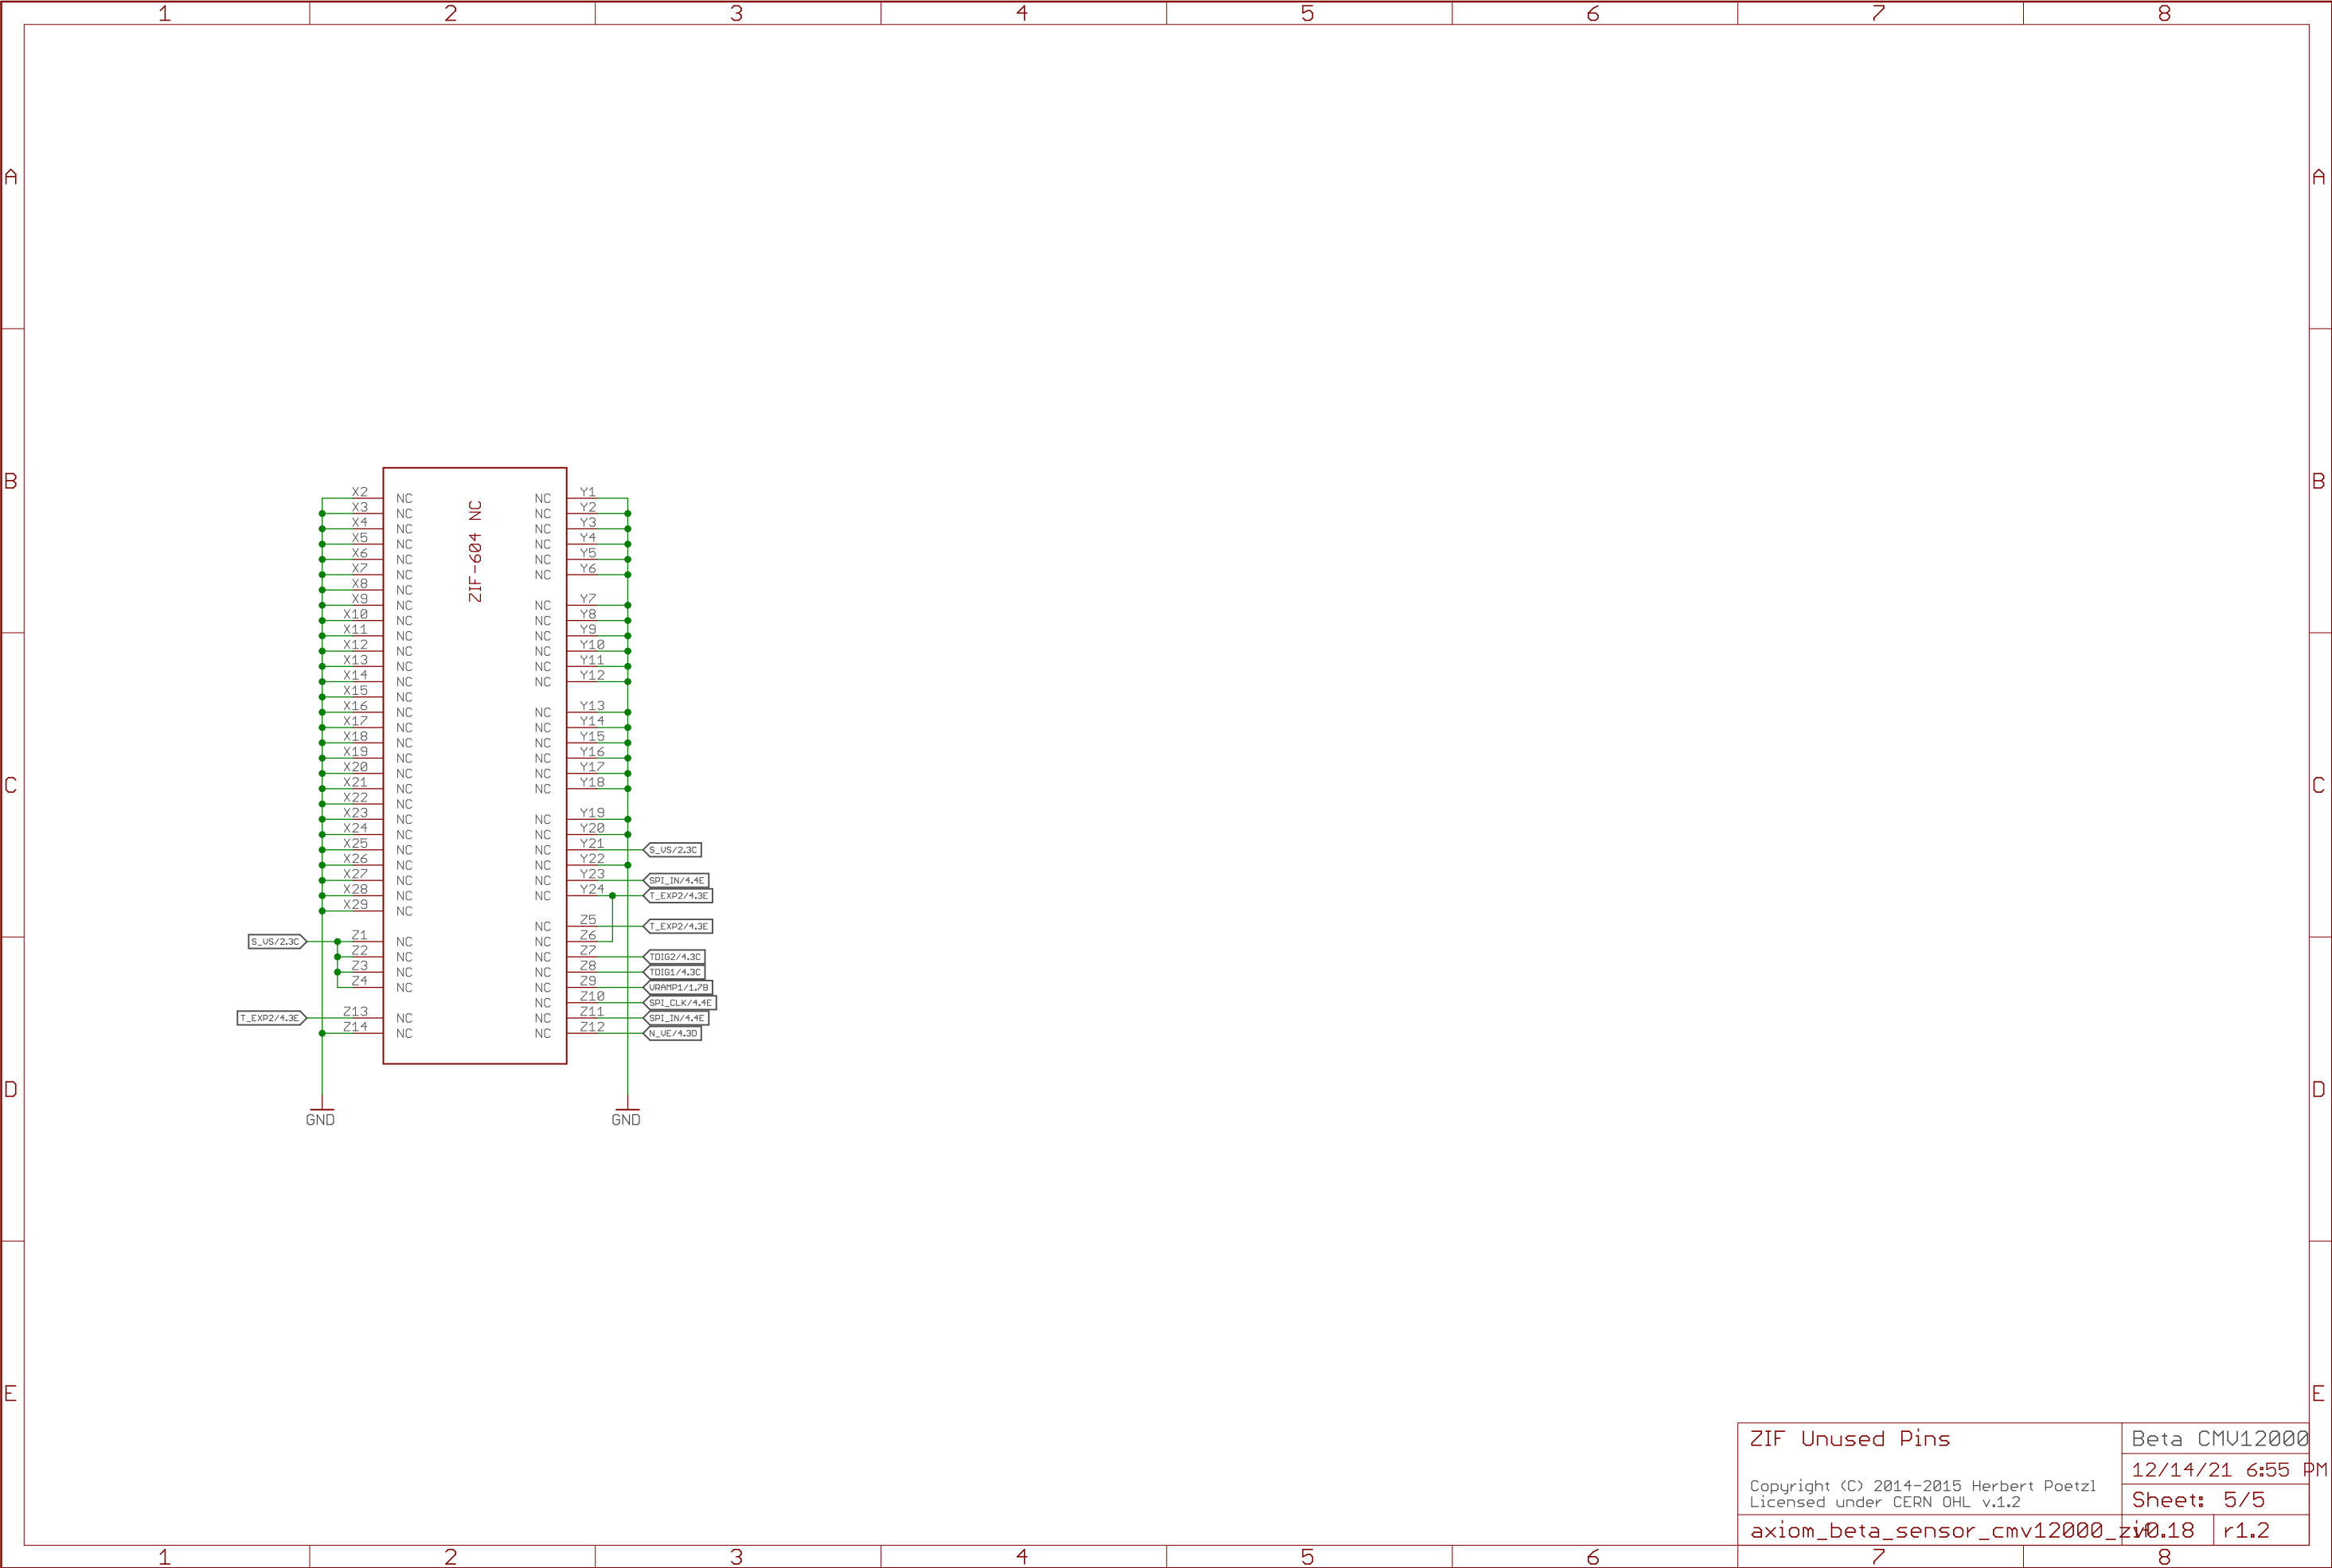 1 2 3 4 5 6 7 8
A A
B B
ZIF-604 NC
X2 NC NC Y1
X3 NC NC Y2
X4 NC NC Y3
X5 NC NC Y4
X6 NC NC Y5
X7 NC NC Y6
X8 NC
X9 NC NC Y7
X10 NC NC Y8
X11 NC NC Y9
X12 NC NC Y10
X13 NC NC Y11
X14 NC NC Y12
X15 NC
X16 NC NC Y13
X17 NC NC Y14
X18 NC NC Y15
X19 NC NC Y16
X20 NC NC Y17
X21 NC NC Y18
C C
X22 NC
X23 NC NC Y19
X24 NC NC Y20
X25 NC NC Y21 S_VS/2.3C
X26 NC NC Y22
X27 NC NC Y23 SPI_IN/4.4E
X28 NC NC Y24 T_EXP2/4.3E
X29 NC
NC Z5 T_EXP2/4.3E
S_VS/2.3C Z1 NC NC Z6
Z2 NC NC Z7 TDIG2/4.3C
Z3 NC NC Z8 TDIG1/4.3C
Z4 NC NC Z9 VRAMP1/1.7B
NC Z10 SPI_CLK/4.4E
T_EXP2/4.3E Z13 NC NC Z11 SPI_IN/4.4E
Z14 NC NC Z12 N_VE/4.3D
D D
GND GND
E E
ZIF Unused Pins
Beta CMV12000
12/14/21 6:55 PM
Copyright (C) 2014-2015 Herbert Poetzl
Licensed under CERN OHL v.1.2
Sheet: 5/5
axiom_beta_sensor_cmv12000_zif
v0.18 r1.2
1 2 3 4 5 6 7 8